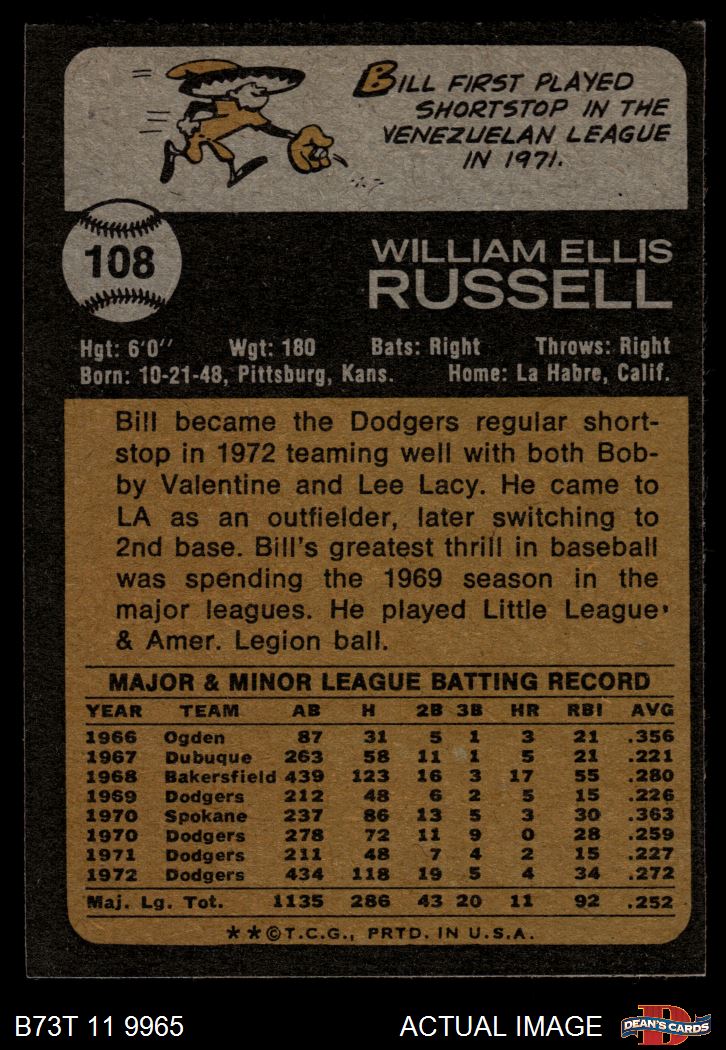 BILL FIRST PLAYED
SHORTSTOP IN THE
VENEZUELAN LEAGUE
IN 1971.
108
WILLIAM ELLIS
RUSSELL
Hgt: 6'0" Wgt: 180 Bats: Right Throws: Right
Born: 10-21-48, Pittsburg, Kans. Home: La Habre, Calif.
Bill became the Dodgers regular short-
stop in 1972 teaming well with both Bob-
by Valentine and Lee Lacy. He came to
LA as an outfielder, later switching to
2nd base. Bill's greatest thrill in baseball
was spending the 1969 season in the
major leagues. He played Little League
& Amer. Legion ball.
MAJOR & MINOR LEAGUE BATTING RECORD
YEAR TEAM AB H 2B 3B HR RBI AVG
1966 Ogden 87 31 5 1 3 21 .356
1967 Dubuque 263 58 11 1 5 21 .221
1968 Bakersfield 439 123 16 3 17 55 .280
1969 Dodgers 212 48 6 2 5 15 .226
1970 Spokane 237 86 13 5 3 30 .363
1970 Dodgers 278 72 11 9 0 28 .259
1971 Dodgers 211 48 7 4 2 15 .227
1972 Dodgers 434 118 19 5 4 34 .272
Maj. Lg. Tot. 1135 286 43 20 11 92 .252
**©T.C.G., PRTD. IN U.S.A.
B73T 11 9965 ACTUAL IMAGE
D
DEAN'S CARDS